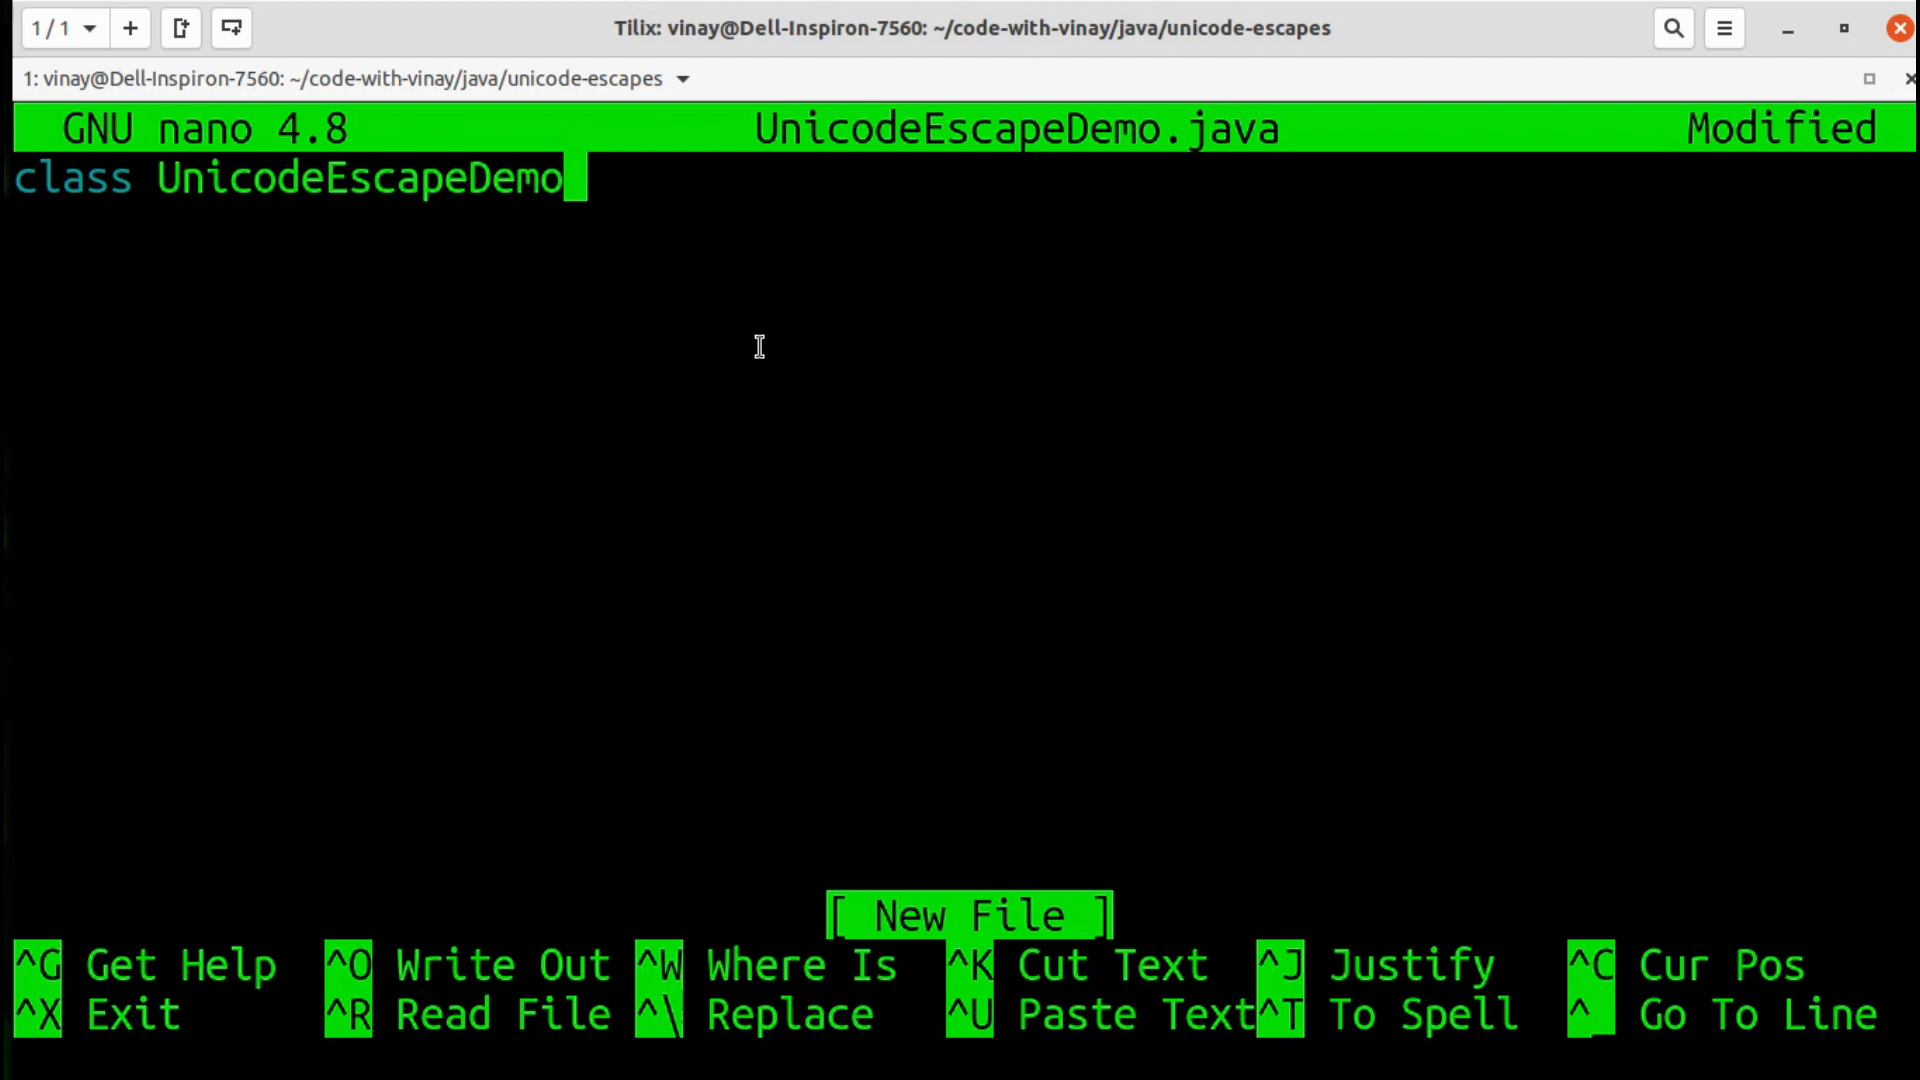 1 / 1
Tilix: vinay@Dell-Inspiron-7560: ~/code-with-vinay/java/unicode-escapes
1: vinay@Dell-Inspiron-7560: ~/code-with-vinay/java/unicode-escapes
GNU nano 4.8 UnicodeEscapeDemo.java Modified
class UnicodeEscapeDemo
[ New File ]
^G Get Help ^O Write Out ^W Where Is ^K Cut Text ^J Justify ^C Cur Pos
^X Exit ^R Read File ^\ Replace ^U Paste Text^T To Spell ^_ Go To Line